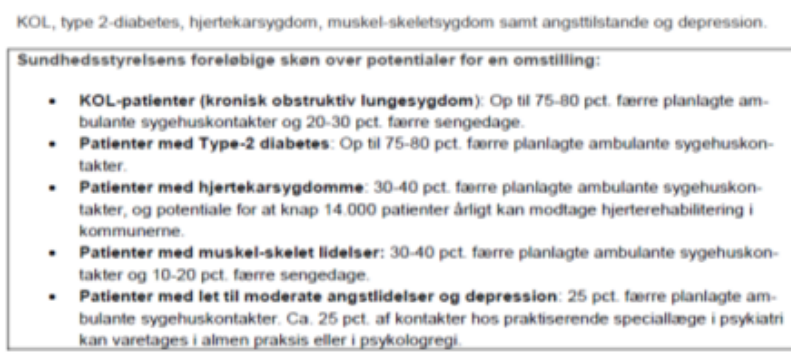 KOL, type 2-diabetes, hjertekarsygdom, muskel-skeletsygdom samt angsttilstande og depression.
Sundhedsstyrelsens foreløbige skøn over potentialer for en omstilling:
• KOL-patienter (kronisk obstruktiv lungesygdom): Op til 75-80 pct. færre planlagte am-
bulante sygehuskontakter og 20-30 pct. færre sengedage.
• Patienter med Type-2 diabetes: Op til 75-80 pct. færre planlagte ambulante sygehuskon-
takter.
• Patienter med hjertekarsygdomme: 30-40 pct. færre planlagte ambulante sygehuskon-
takter, og potentiale for at knap 14.000 patienter årligt kan modtage hjerterehabilitering i
kommunerne.
• Patienter med muskel-skelet lidelser: 30-40 pct. færre planlagte ambulante sygehuskon-
takter og 10-20 pct. færre sengedage.
• Patienter med let til moderate angstlidelser og depression: 25 pct. færre planlagte am-
bulante sygehuskontakter. Ca. 25 pct. af kontakter hos praktiserende speciallæge i psykiatri
kan varetages i almen praksis eller i psykologregi.